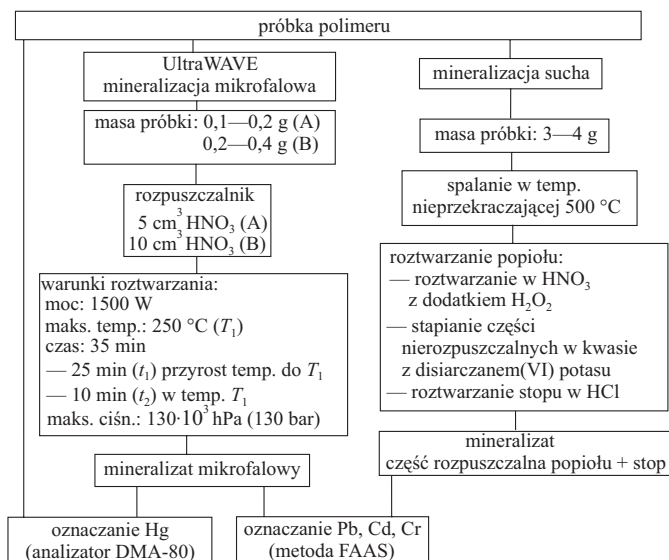 próbka polimeru
UltraWAVE
mineralizacja mikrofalowa
masa próbki: 0,1—0,2 g (A)
0,2—0,4 g (B)
rozpuszczalnik
5 cm³ HNO₃ (A)
10 cm³ HNO₃ (B)
warunki roztwarzania:
moc: 1500 W
maks. temp.: 250 °C (T₁)
czas: 35 min
— 25 min (t₁) przyrost temp. do T₁
— 10 min (t₂) w temp. T₁
maks. ciśn.: 130·10³ hPa (130 bar)
mineralizat mikrofalowy
mineralizacja sucha
masa próbki: 3—4 g
spalanie w temp.
nieprzekraczającej 500 °C
roztwarzanie popiołu:
— roztwarzanie w HNO₃
z dodatkiem H₂O₂
— stapianie części
nierozpuszczalnych w kwasie
z disiarczanem(VI) potasu
— roztwarzanie stopu w HCl
mineralizat
część rozpuszczalna popiołu + stop
oznaczanie Hg
(analizator DMA-80)
oznaczanie Pb, Cd, Cr
(metoda FAAS)